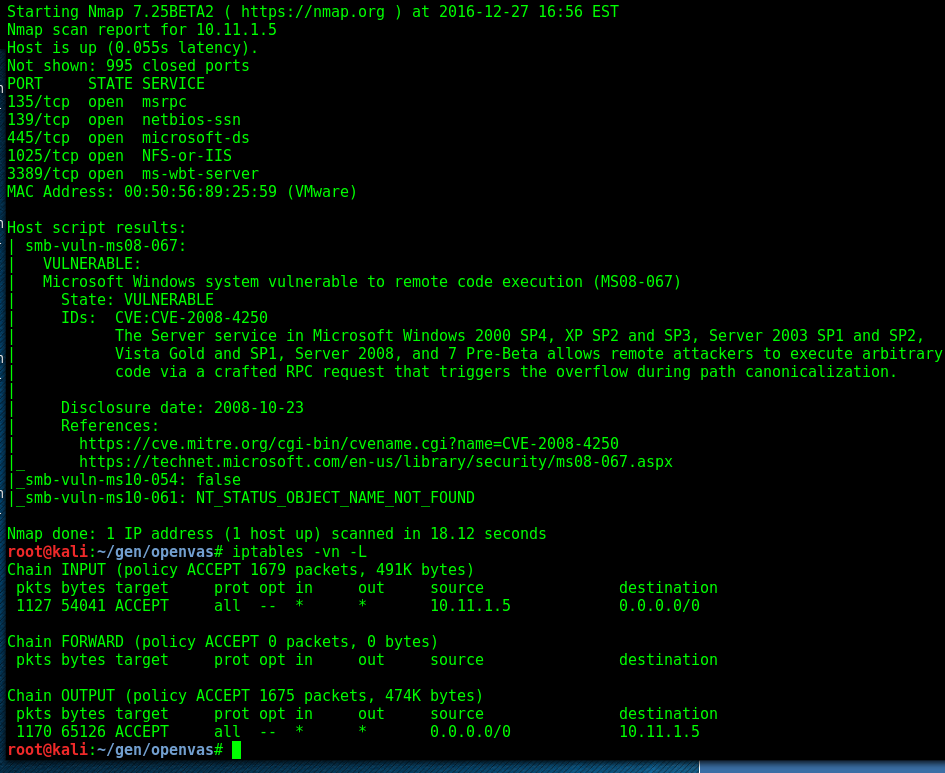 Starting Nmap 7.25BETA2 ( https://nmap.org ) at 2016-12-27 16:56 EST
Nmap scan report for 10.11.1.5
Host is up (0.055s latency).
Not shown: 995 closed ports
PORT     STATE SERVICE
135/tcp  open  msrpc
139/tcp  open  netbios-ssn
445/tcp  open  microsoft-ds
1025/tcp open  NFS-or-IIS
3389/tcp open  ms-wbt-server
MAC Address: 00:50:56:89:25:59 (VMware)

Host script results:
| smb-vuln-ms08-067:
|   VULNERABLE:
|   Microsoft Windows system vulnerable to remote code execution (MS08-067)
|     State: VULNERABLE
|     IDs:  CVE:CVE-2008-4250
|           The Server service in Microsoft Windows 2000 SP4, XP SP2 and SP3, Server 2003 SP1 and SP2,
|           Vista Gold and SP1, Server 2008, and 7 Pre-Beta allows remote attackers to execute arbitrary
|           code via a crafted RPC request that triggers the overflow during path canonicalization.
|
|     Disclosure date: 2008-10-23
|     References:
|       https://cve.mitre.org/cgi-bin/cvename.cgi?name=CVE-2008-4250
|_      https://technet.microsoft.com/en-us/library/security/ms08-067.aspx
|_smb-vuln-ms10-054: false
|_smb-vuln-ms10-061: NT_STATUS_OBJECT_NAME_NOT_FOUND

Nmap done: 1 IP address (1 host up) scanned in 18.12 seconds
root@kali:~/gen/openvas# iptables -vn -L
Chain INPUT (policy ACCEPT 1679 packets, 491K bytes)
 pkts bytes target     prot opt in     out     source               destination
 1127 54041 ACCEPT     all  --  *      *       10.11.1.5            0.0.0.0/0

Chain FORWARD (policy ACCEPT 0 packets, 0 bytes)
 pkts bytes target     prot opt in     out     source               destination

Chain OUTPUT (policy ACCEPT 1675 packets, 474K bytes)
 pkts bytes target     prot opt in     out     source               destination
 1170 65126 ACCEPT     all  --  *      *       0.0.0.0/0            10.11.1.5
root@kali:~/gen/openvas#